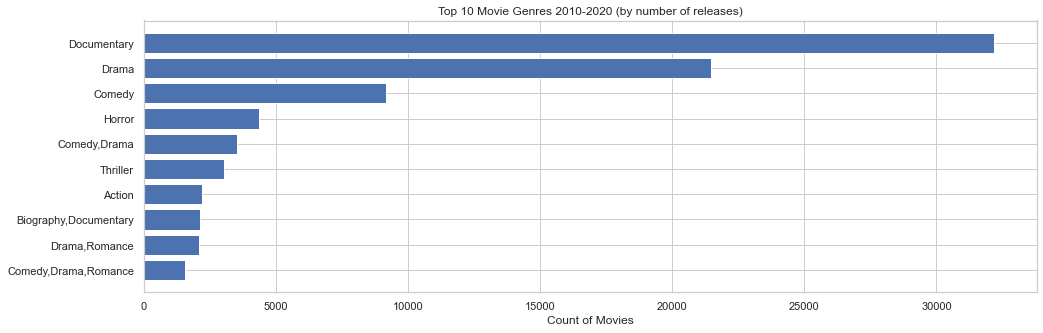 Top 10 Movie Genres 2010-2020 (by number of releases)
Documentary
Drama
Comedy
Horror
Comedy,Drama
Thriller
Action
Biography,Documentary
Drama,Romance
Comedy,Drama,Romance
0 5000 10000 15000 20000 25000 30000
Count of Movies